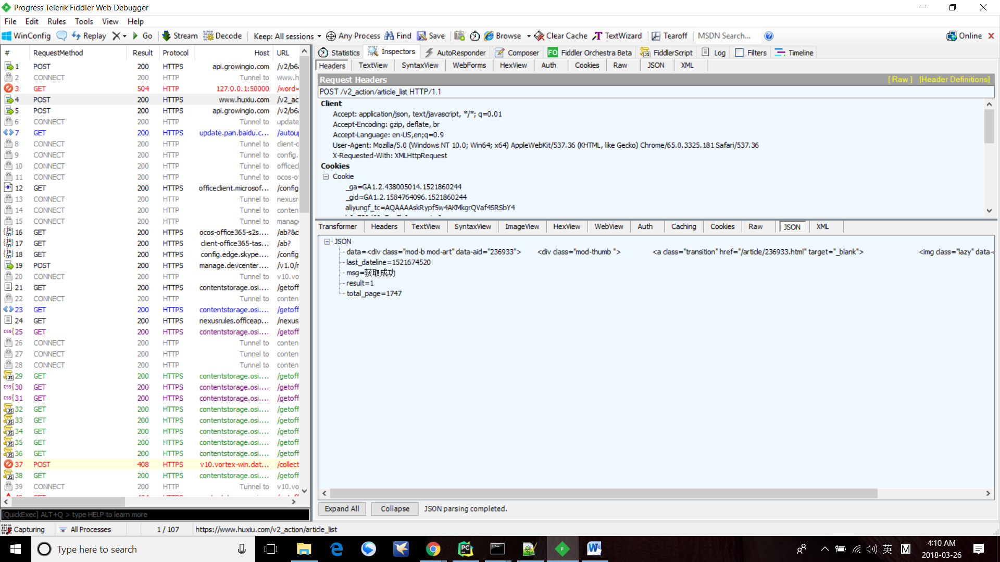 Progress Telerik Fiddler Web Debugger
File Edit Rules Tools View Help
WinConfig Replay Go Stream Decode Keep: All sessions Any Process Find Save Browse Clear Cache TextWizard Tearoff MSDN Search... Online
# RequestMethod Result Protocol Host URL
1 POST 200 HTTPS api.growingio.com /v2/b6
2 CONNECT 200 HTTP Tunnel to www.h
3 GET 504 HTTP 127.0.0.1:50000 /word=
4 POST 200 HTTPS www.huxiu.com /v2_ac
5 POST 200 HTTPS api.growingio.com /v2/b6
6 CONNECT 200 HTTP Tunnel to update
7 GET 200 HTTPS update.pan.baidu.c... /autou
8 CONNECT 200 HTTP Tunnel to client-c
9 CONNECT 200 HTTP Tunnel to config.
10 CONNECT 200 HTTP Tunnel to officecl
11 CONNECT 200 HTTP Tunnel to ocos-o
12 GET 200 HTTPS officeclient.microsof... /config
13 CONNECT 200 HTTP Tunnel to nexusr
14 CONNECT 200 HTTP Tunnel to conten
15 CONNECT 200 HTTP Tunnel to manage
16 GET 200 HTTPS ocos-office365-s2s.... /ab?&c
17 GET 200 HTTPS client-office365-tas... /ab?
18 GET 200 HTTPS config.edge.skype.... /config
19 POST 200 HTTPS manage.devcenter.... /v1.0/r
20 CONNECT 200 HTTP Tunnel to v10.vo
21 GET 200 HTTPS contentstorage.osi.... /getoff
22 CONNECT 200 HTTP Tunnel to conten
23 GET 200 HTTPS contentstorage.osi.... /getoff
24 GET 200 HTTPS nexusrules.officeap... /nexus
25 GET 200 HTTPS contentstorage.osi.... /getoff
26 CONNECT 200 HTTP Tunnel to conten
27 CONNECT 200 HTTP Tunnel to conten
28 CONNECT 200 HTTP Tunnel to conten
29 GET 200 HTTPS contentstorage.osi.... /getoff
30 GET 200 HTTPS contentstorage.osi.... /getoff
31 GET 200 HTTPS contentstorage.osi.... /getoff
32 GET 200 HTTPS contentstorage.osi.... /getoff
33 GET 200 HTTPS contentstorage.osi.... /getoff
34 GET 200 HTTPS contentstorage.osi.... /getoff
35 GET 200 HTTPS contentstorage.osi.... /getoff
36 GET 200 HTTPS contentstorage.osi.... /getoff
37 POST 408 HTTPS v10.vortex-win.dat... /collect
38 GET 200 HTTPS contentstorage.osi.... /getoff
39 CONNECT 200 HTTP Tunnel to v10.vo
[QuickExec] ALT+Q > type HELP to learn more
Statistics Inspectors AutoResponder Composer FO Fiddler Orchestra Beta FiddlerScript Log Filters Timeline
Headers TextView SyntaxView WebForms HexView Auth Cookies Raw JSON XML
Request Headers [ Raw ] [Header Definitions]
POST /v2_action/article_list HTTP/1.1
Client
Accept: application/json, text/javascript, */*; q=0.01
Accept-Encoding: gzip, deflate, br
Accept-Language: en-US,en;q=0.9
User-Agent: Mozilla/5.0 (Windows NT 10.0; Win64; x64) AppleWebKit/537.36 (KHTML, like Gecko) Chrome/65.0.3325.181 Safari/537.36
X-Requested-With: XMLHttpRequest
Cookies
Cookie
_ga=GA1.2.438005014.1521860244
_gid=GA1.2.1584764096.1521860244
aliyungf_tc=AQAAAAskRypf5w4AKMkgrQVaf4SRSbY4
Transformer Headers TextView SyntaxView ImageView HexView WebView Auth Caching Cookies Raw JSON XML
JSON
data=<div class="mod-b mod-art" data-aid="236933"> <div class="mod-thumb "> <a class="transition" href="/article/236933.html" target="_blank"> <img class="lazy" data-
last_dateline=1521674520
msg=获取成功
result=1
total_page=1747
Expand All Collapse JSON parsing completed.
Capturing All Processes 1 / 107 https://www.huxiu.com/v2_action/article_list
Type here to search
英 M
4:10 AM
2018-03-26